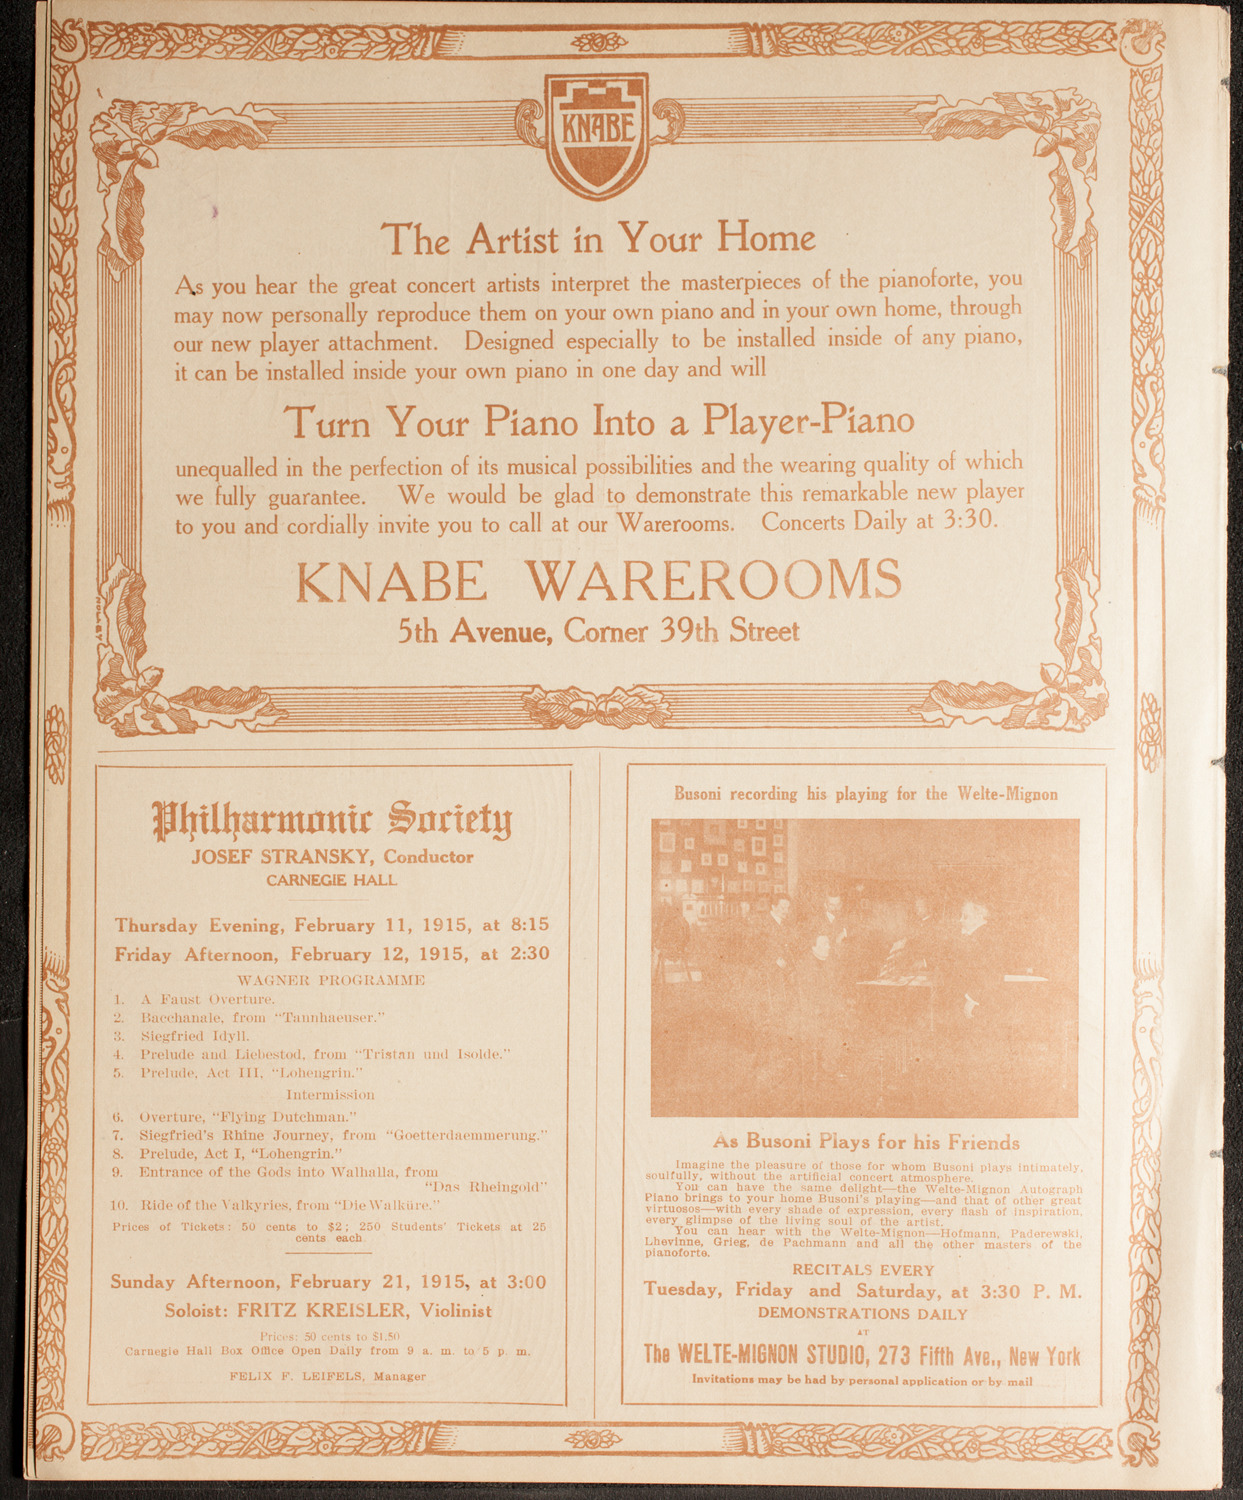 KNABE
The Artist in Your Home
As you hear the great concert artists interpret the masterpieces of the pianoforte, you
may now personally reproduce them on your own piano and in your own home, through
our new player attachment. Designed especially to be installed inside of any piano,
it can be installed inside your own piano in one day and will
Turn Your Piano Into a Player-Piano
unequalled in the perfection of its musical possibilities and the wearing quality of which
we fully guarantee. We would be glad to demonstrate this remarkable new player
to you and cordially invite you to call at our Warerooms. Concerts Daily at 3:30.
KNABE WAREROOMS
5th Avenue, Corner 39th Street
Philharmonic Society
JOSEF STRANSKY, Conductor
CARNEGIE HALL
Thursday Evening, February 11, 1915, at 8:15
Friday Afternoon, February 12, 1915, at 2:30
WAGNER PROGRAMME
1. A Faust Overture.
2. Bacchanale, from "Tannhaeuser."
3. Siegfried Idyll.
4. Prelude and Liebestod, from "Tristan und Isolde."
5. Prelude, Act III, "Lohengrin."
Intermission
6. Overture, "Flying Dutchman."
7. Siegfried's Rhine Journey, from "Goetterdaemmerung."
8. Prelude, Act I, "Lohengrin."
9. Entrance of the Gods into Walhalla, from
"Das Rheingold"
10. Ride of the Valkyries, from "Die Walküre."
Prices of Tickets: 50 cents to $2; 250 Students' Tickets at 25
cents each.
Sunday Afternoon, February 21, 1915, at 3:00
Soloist: FRITZ KREISLER, Violinist
Prices: 50 cents to $1.50
Carnegie Hall Box Office Open Daily from 9 a. m. to 5 p. m.
FELIX F. LEIFELS, Manager
Busoni recording his playing for the Welte-Mignon
As Busoni Plays for his Friends
Imagine the pleasure of those for whom Busoni plays intimately,
soulfully, without the artificial concert atmosphere.
You can have the same delight—the Welte-Mignon Autograph
Piano brings to your home Busoni's playing—and that of other great
virtuosos—with every shade of expression, every flash of inspiration,
every glimpse of the living soul of the artist.
You can hear with the Welte-Mignon—Hofmann, Paderewski,
Lhevinne, Grieg, de Pachmann and all the other masters of the
pianoforte.
RECITALS EVERY
Tuesday, Friday and Saturday, at 3:30 P. M.
DEMONSTRATIONS DAILY
AT
The WELTE-MIGNON STUDIO, 273 Fifth Ave., New York
Invitations may be had by personal application or by mail